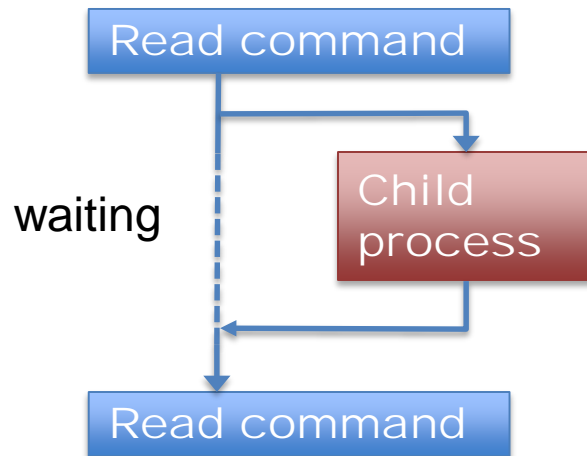 Read command
waiting
Child
process
Read command